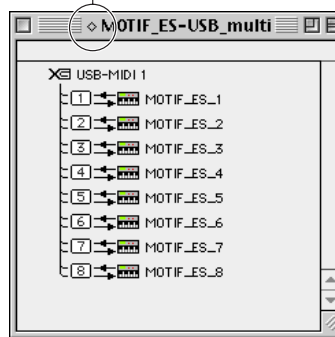 MOTIF_ES-USB_multi
USB-MIDI 1
1 MOTIF_ES_1
2 MOTIF_ES_2
3 MOTIF_ES_3
4 MOTIF_ES_4
5 MOTIF_ES_5
6 MOTIF_ES_6
7 MOTIF_ES_7
8 MOTIF_ES_8